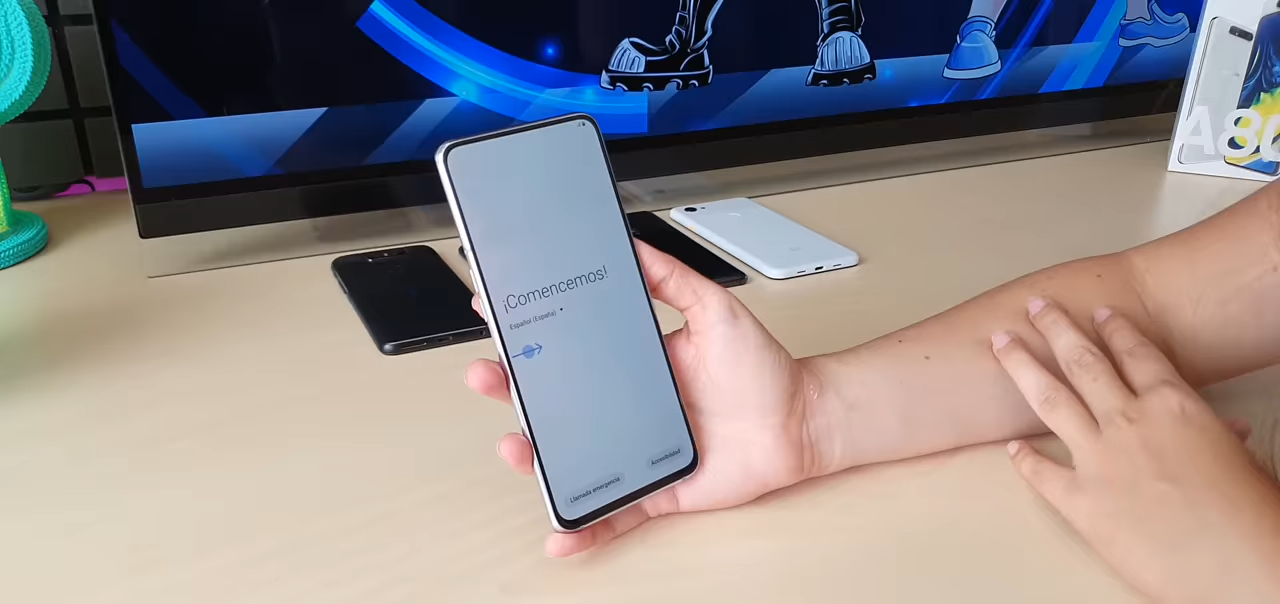 A80
¡Comencemos!
Español (España)
Accesibilidad
Llamada emergencia